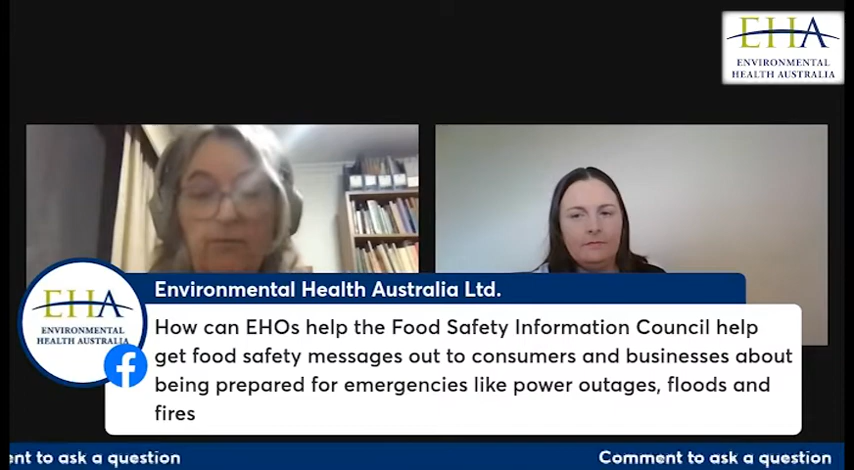 EHA
ENVIRONMENTAL
HEALTH AUSTRALIA
Environmental Health Australia Ltd.
EHA
ENVIRONMENTAL
HEALTH AUSTRALIA
How can EHOs help the Food Safety Information Council help
get food safety messages out to consumers and businesses about
being prepared for emergencies like power outages, floods and
fires
ent to ask a question
Comment to ask a question